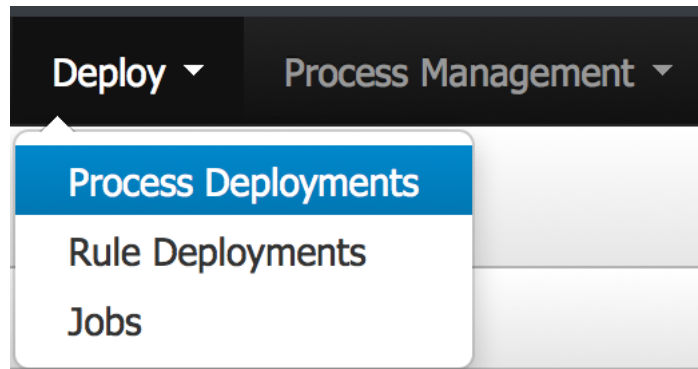 Deploy Process Management
Process Deployments
Rule Deployments
Jobs